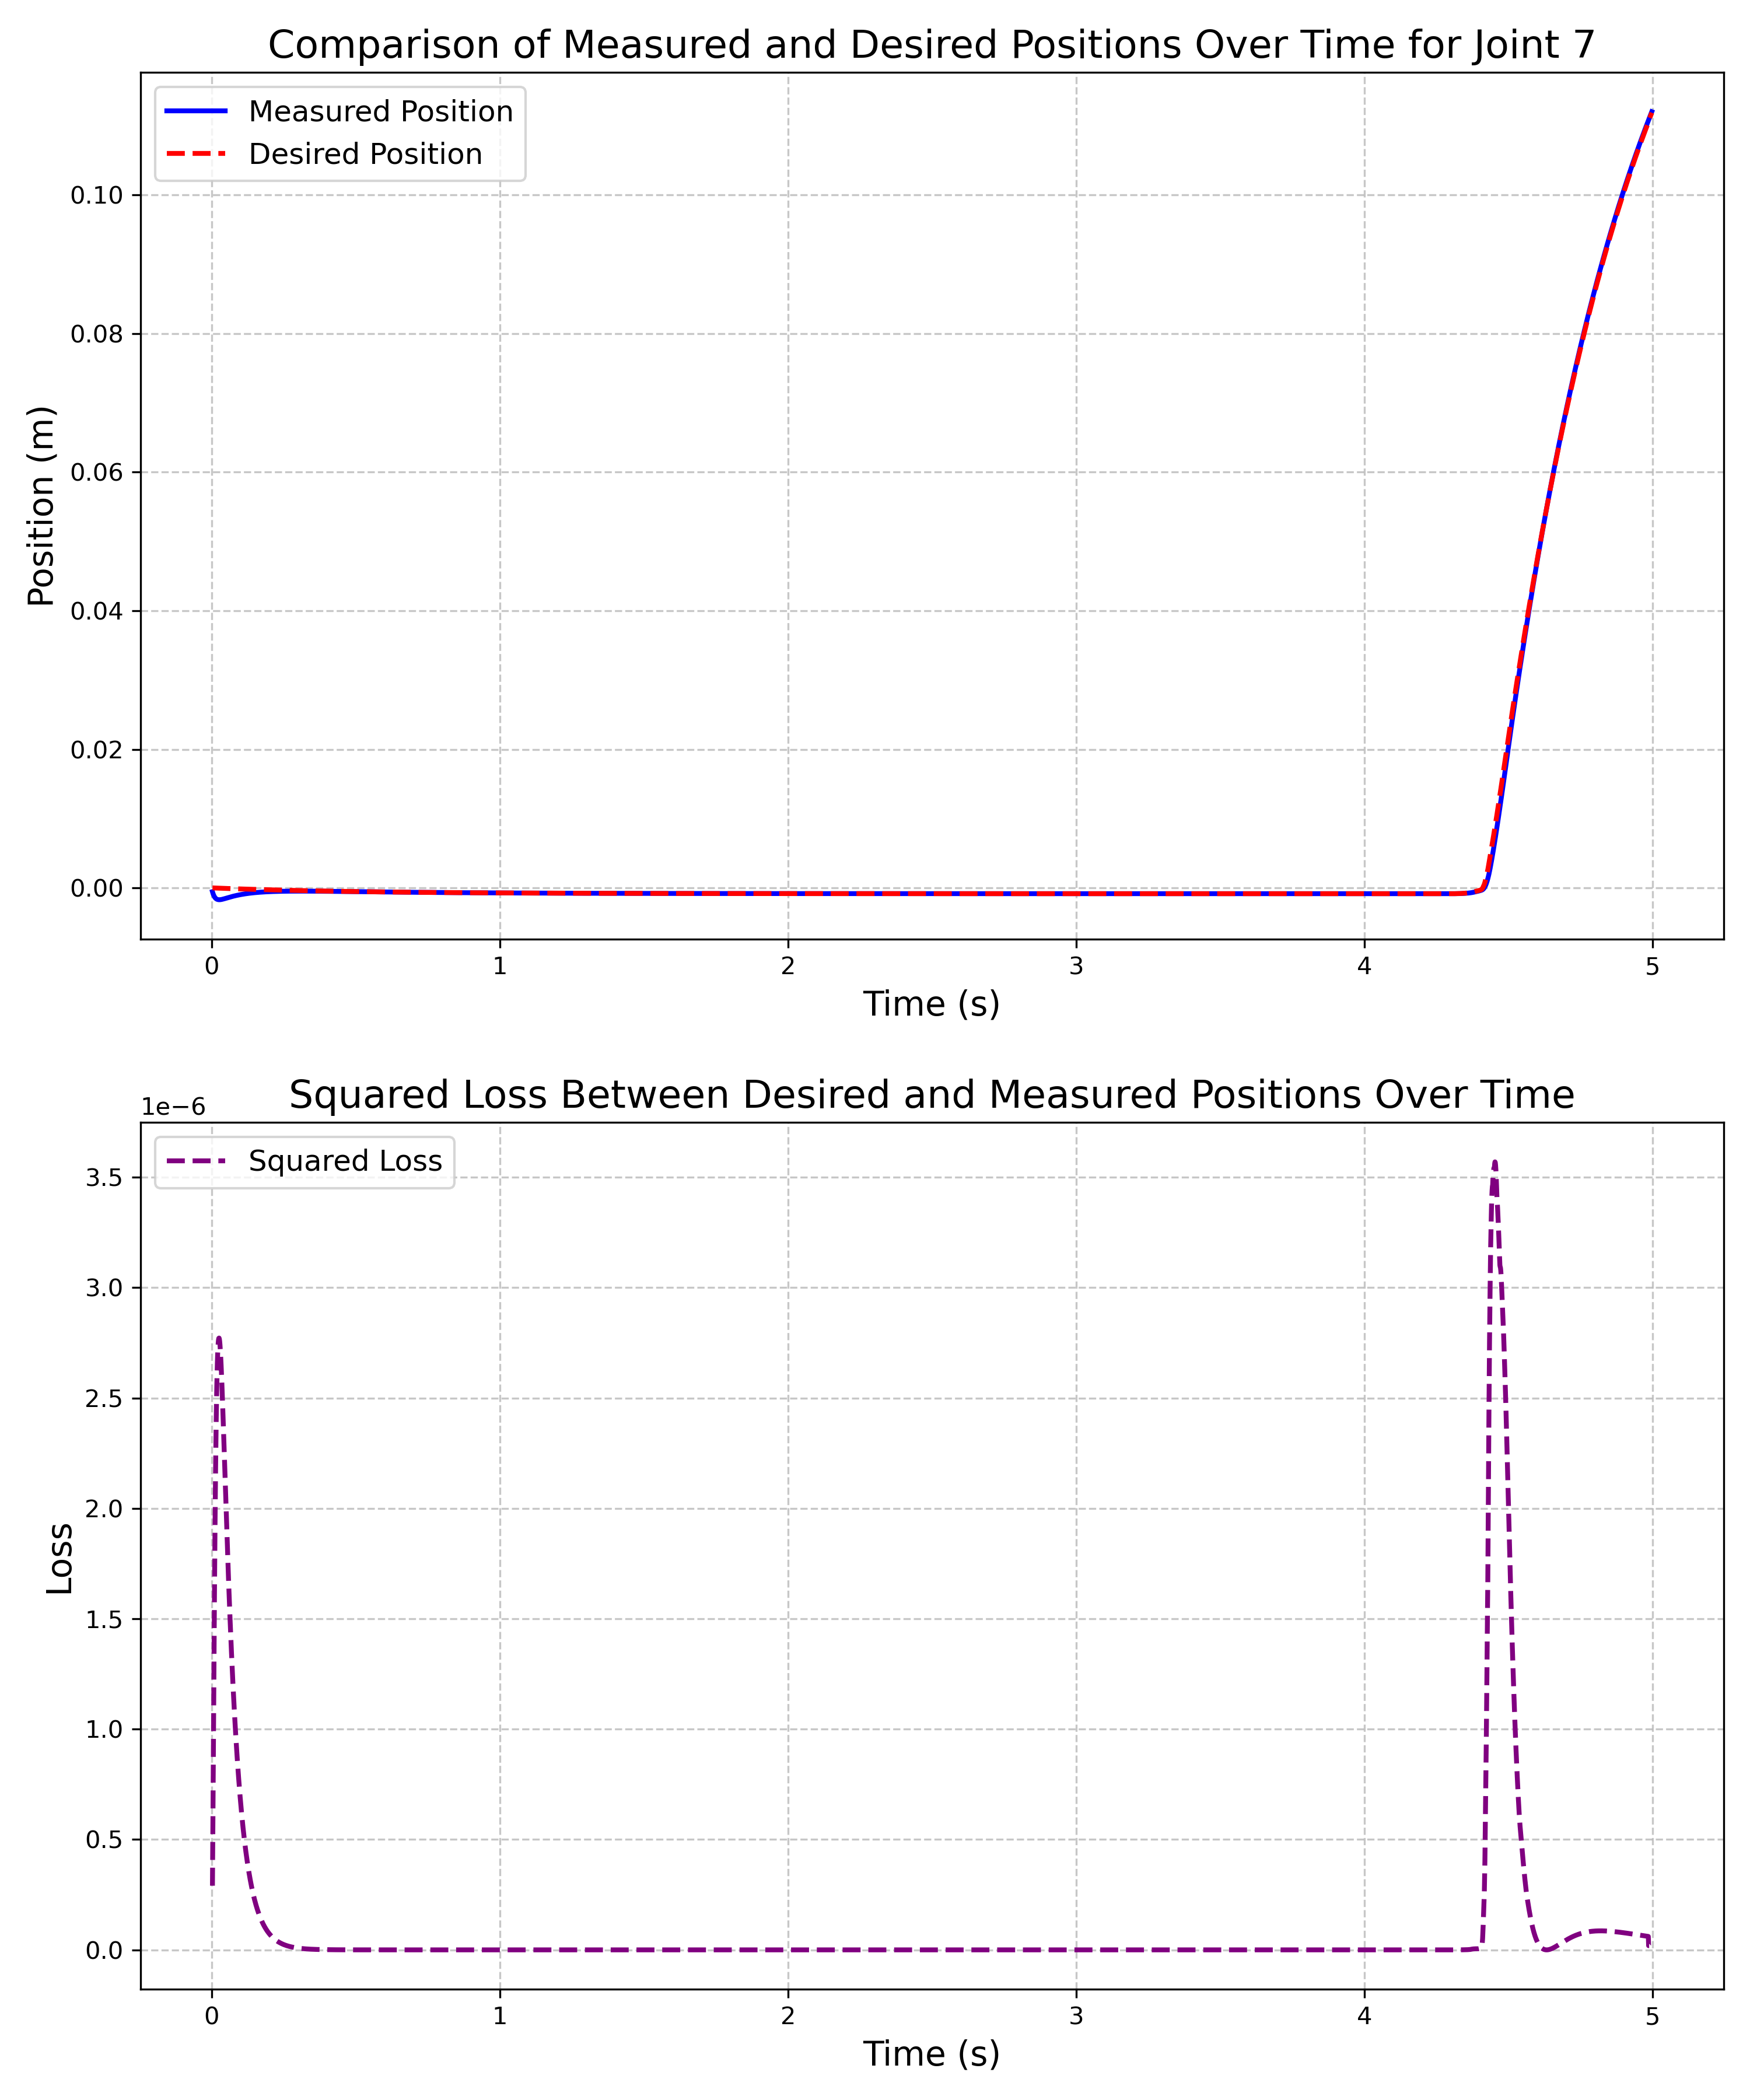 Comparison of Measured and Desired Positions Over Time for Joint 7
Measured Position
Desired Position
Position (m)
0.10
0.08
0.06
0.04
0.02
0.00
0 1 2 3 4 5
Time (s)
Squared Loss Between Desired and Measured Positions Over Time
1e−6
Squared Loss
Loss
3.5
3.0
2.5
2.0
1.5
1.0
0.5
0.0
0 1 2 3 4 5
Time (s)